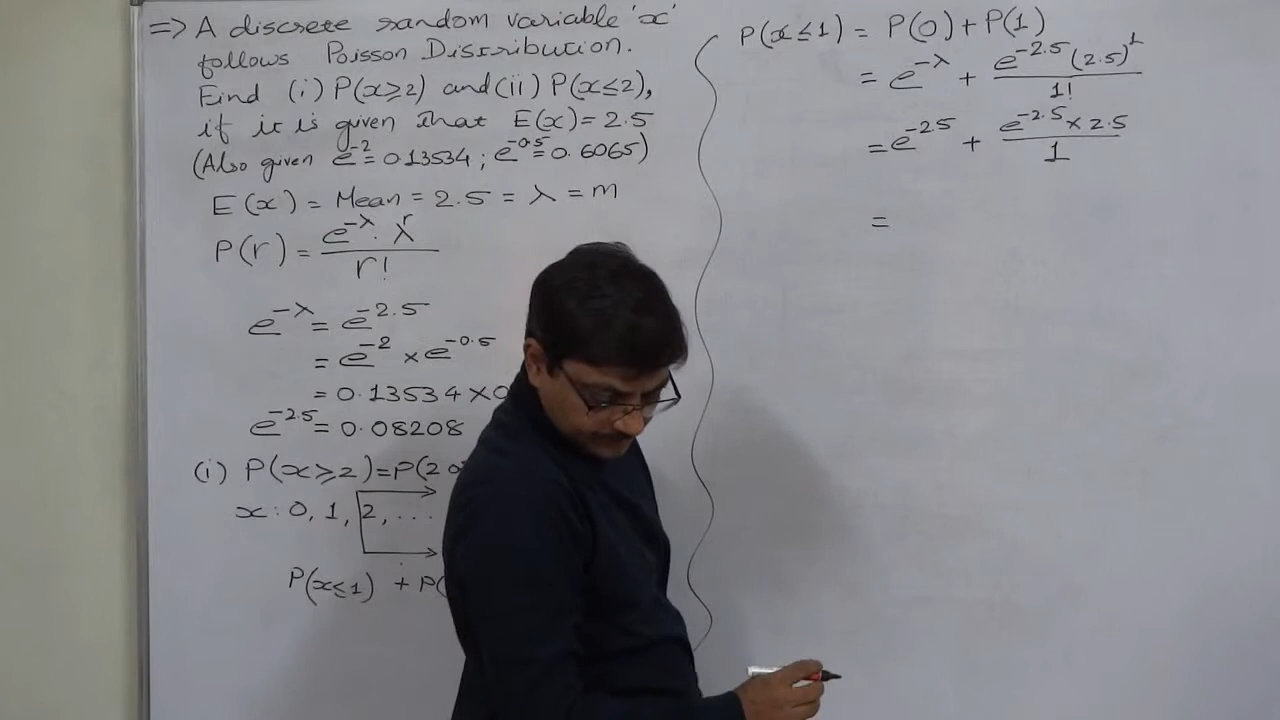 => A discrete random variable 'x'
follows Poisson Distribution.
Find (i) P(x≥2) and (ii) P(x≤2),
if it is given that E(x) = 2.5
(Also given e^-2 = 0.13534 ; e^-0.5 = 0.6065)
E(x) = Mean = 2.5 = λ = m
P(r) = e^-λ . λ^r / r!
e^-λ = e^-2.5
= e^-2 × e^-0.5
= 0.13534 × 0
e^-2.5 = 0.08208
(i) P(x≥2) = P(2
x : 0, 1, 2, ...
P(x≤1) + P(
P(x≤1) = P(0) + P(1)
= e^-λ + e^-2.5 (2.5)^1 / 1!
= e^-2.5 + e^-2.5 × 2.5 / 1
=